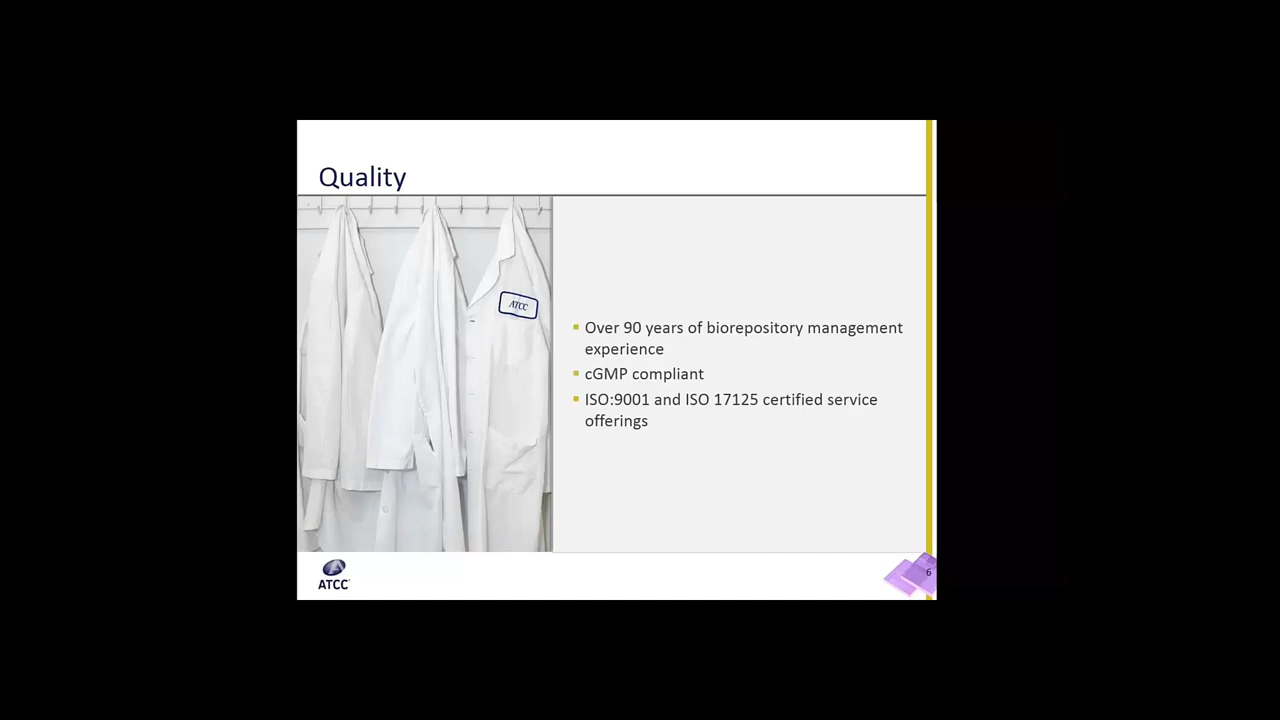 Quality
ATCC
Over 90 years of biorepository management
experience
cGMP compliant
ISO:9001 and ISO 17125 certified service
offerings
ATCC
6